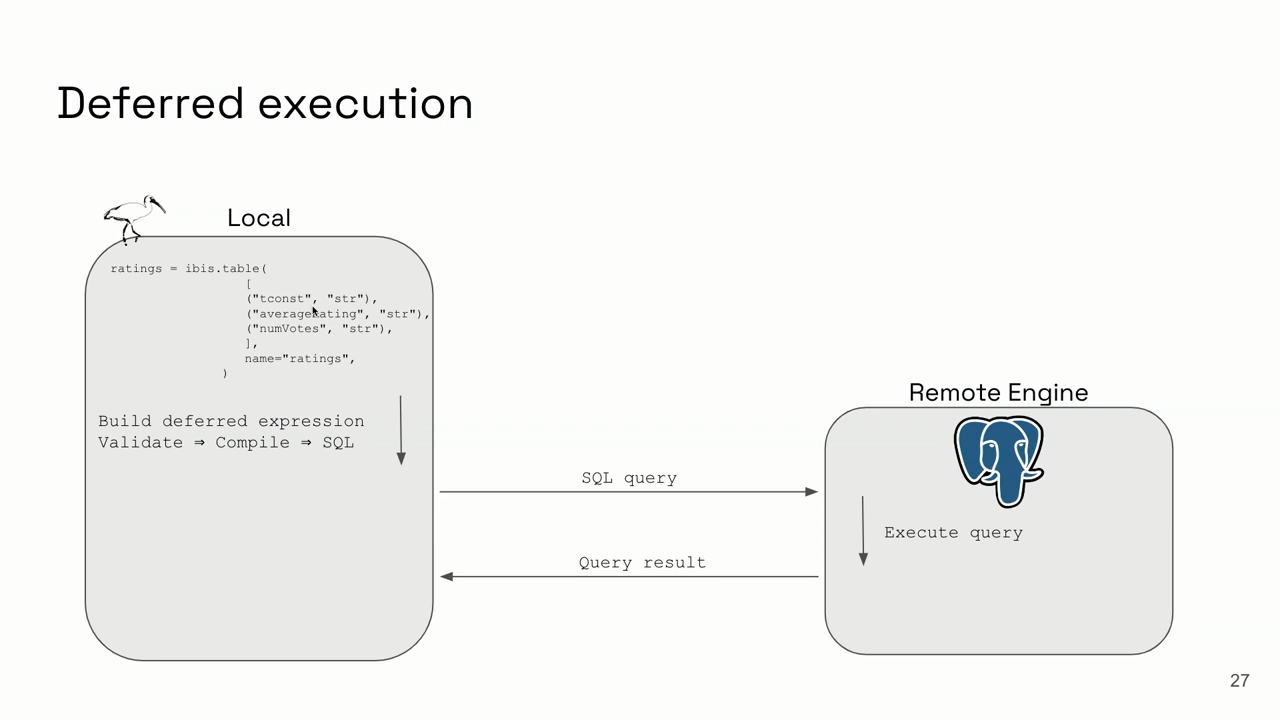 Deferred execution
Local
ratings = ibis.table(
[
("tconst", "str"),
("averageRating", "str"),
("numVotes", "str"),
],
name="ratings",
)
Build deferred expression
Validate ⇒ Compile ⇒ SQL
SQL query
Query result
Remote Engine
Execute query
27